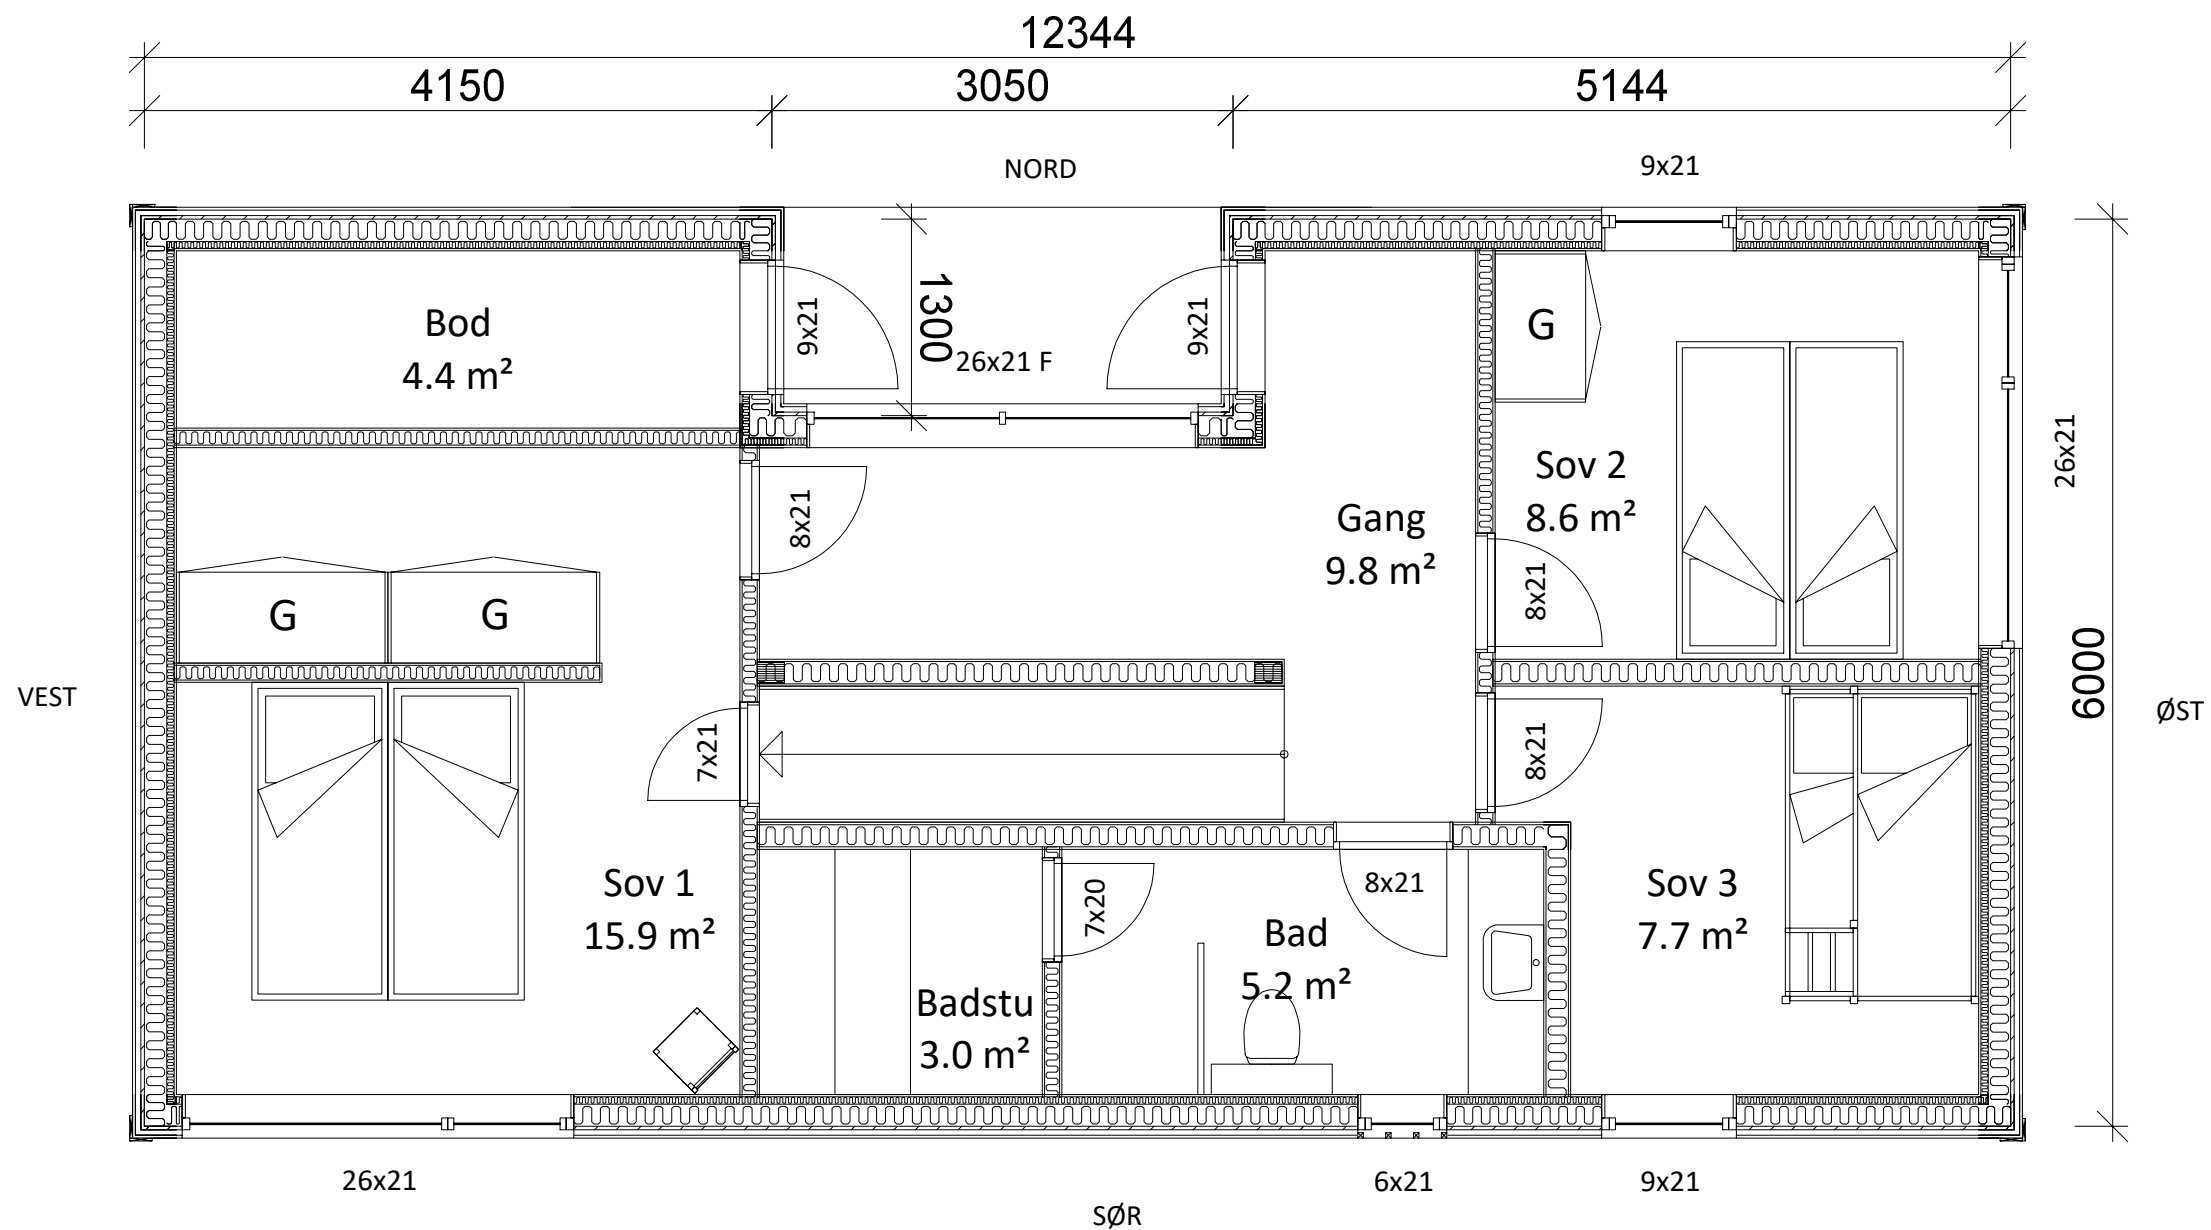 12344
4150
3050
5144
NORD
9x21
Bod
4.4 m²
9x21
1300
26x21 F
9x21
G
Sov 2
8.6 m²
26x21
8x21
Gang
9.8 m²
8x21
G
G
6000
VEST
ØST
7x21
8x21
Sov 1
15.9 m²
7x20
8x21
Bad
5.2 m²
Sov 3
7.7 m²
Badstu
3.0 m²
26x21
6x21
9x21
SØR